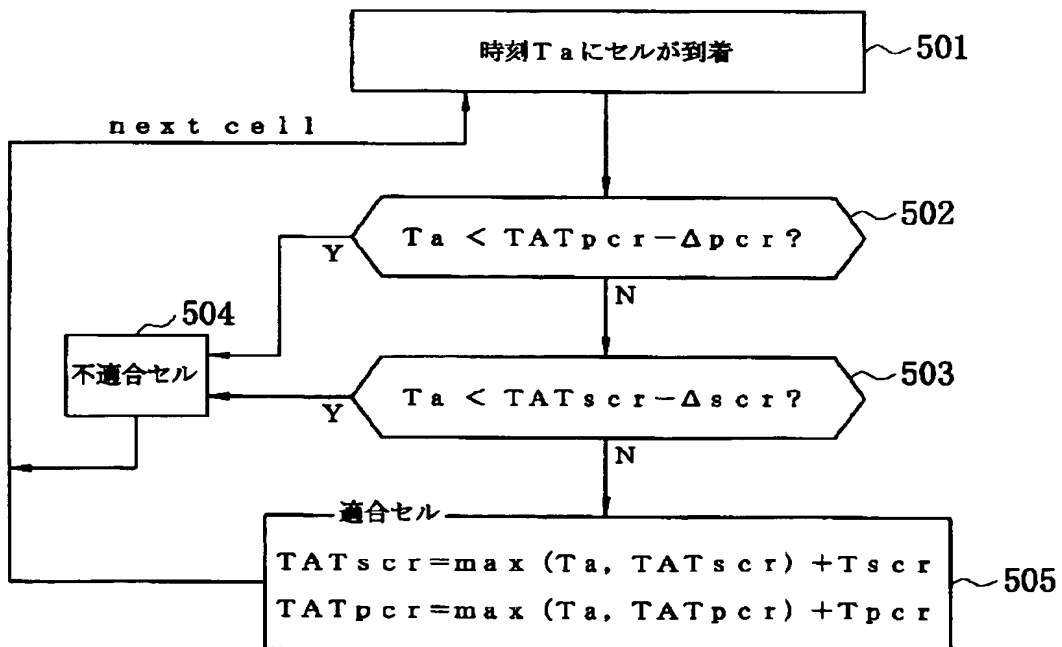 時刻Taにセルが到着
501
next cell
Ta < TATpcr-Δpcr?
502
Y
N
504
不適合セル
Ta < TATscr-Δscr?
503
Y
N
適合セル
TATscr=max (Ta, TATscr) +Tscr
TATpcr=max (Ta, TATpcr) +Tpcr
505